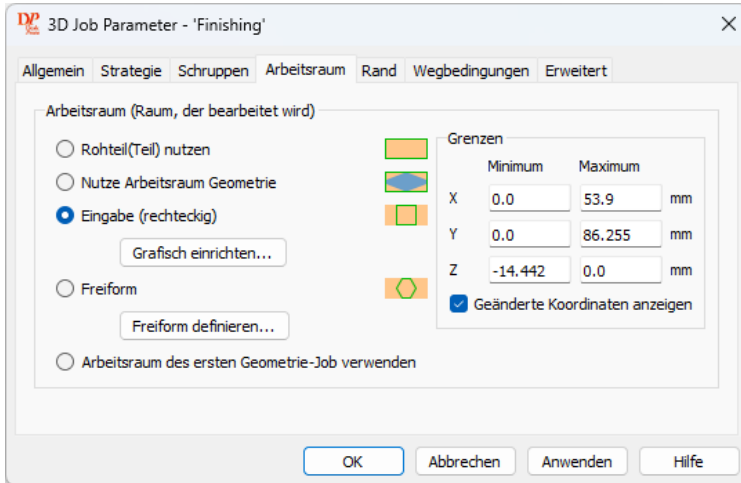 DP
3D Job Parameter - 'Finishing'
Allgemein Strategie Schruppen Arbeitsraum Rand Wegbedingungen Erweitert
Arbeitsraum (Raum, der bearbeitet wird)
Rohteil(Teil) nutzen
Nutze Arbeitsraum Geometrie
Eingabe (rechteckig)
Grafisch einrichten...
Freiform
Freiform definieren...
Arbeitsraum des ersten Geometrie-Job verwenden
Grenzen
Minimum Maximum
X 0.0 53.9 mm
Y 0.0 86.255 mm
Z -14.442 0.0 mm
Geänderte Koordinaten anzeigen
OK Abbrechen Anwenden Hilfe